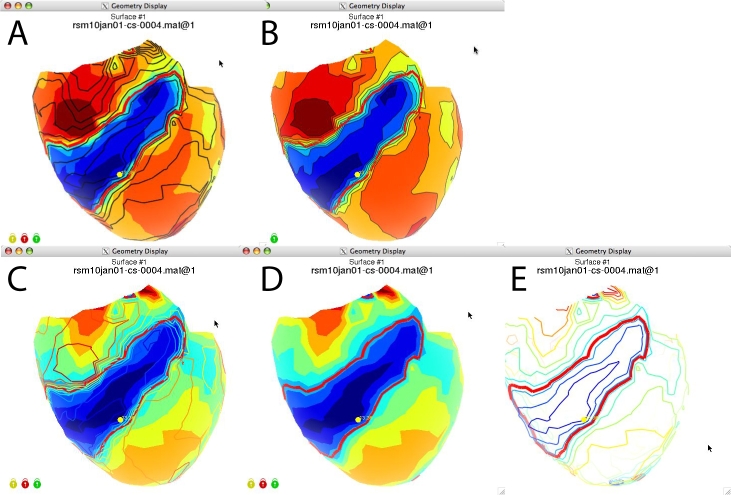 Geometry Display
Surface #1
rsm10jan01-cs-0004.mat@1
A
Geometry Display
Surface #1
rsm10jan01-cs-0004.mat@1
B
Geometry Display
Surface #1
rsm10jan01-cs-0004.mat@1
C
Geometry Display
Surface #1
rsm10jan01-cs-0004.mat@1
D
Geometry Display
Surface #1
rsm10jan01-cs-0004.mat@1
E